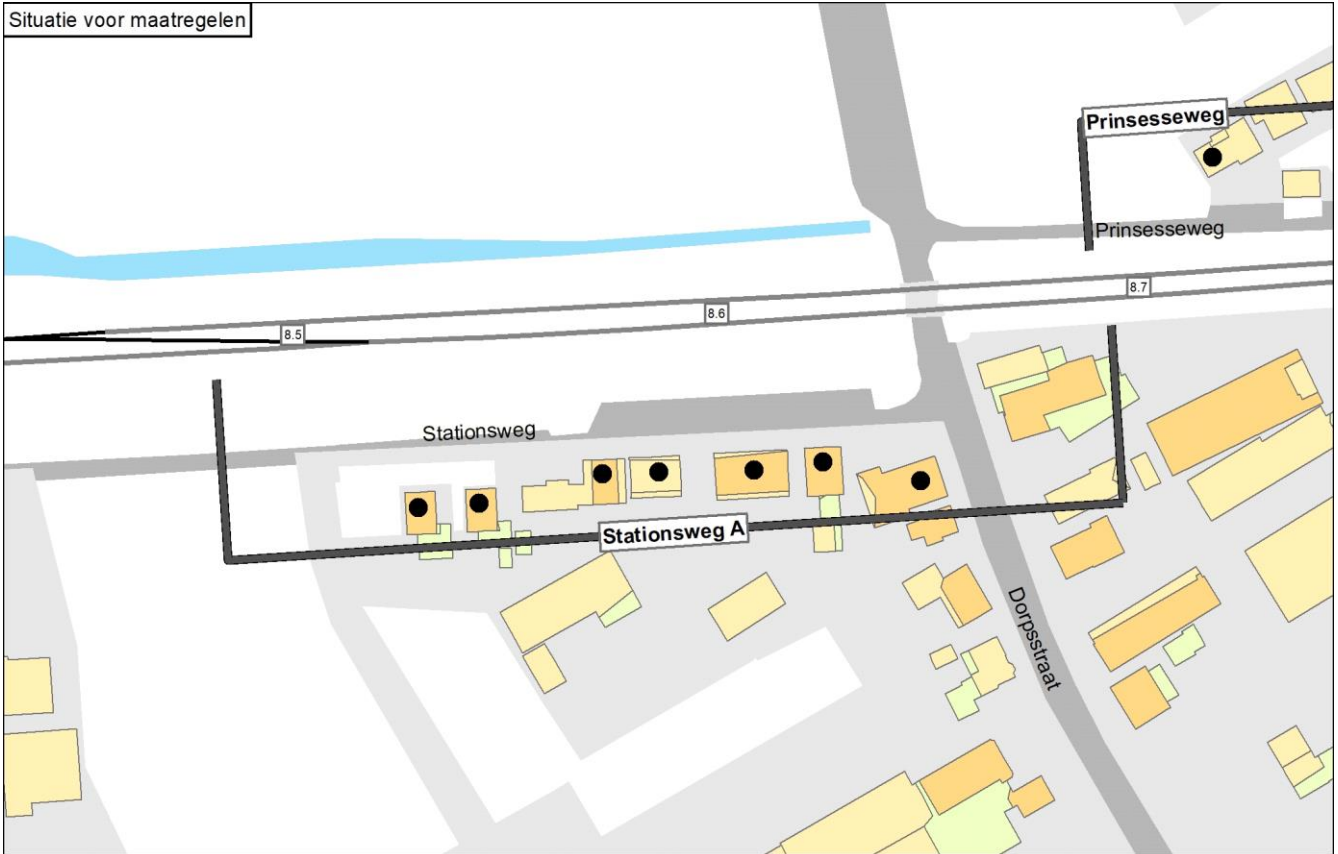 Situatie voor maatregelen
Prinsesseweg
Prinsesseweg
8.7
8.6
8.5
Stationsweg
Stationsweg A
Dorpsstraat